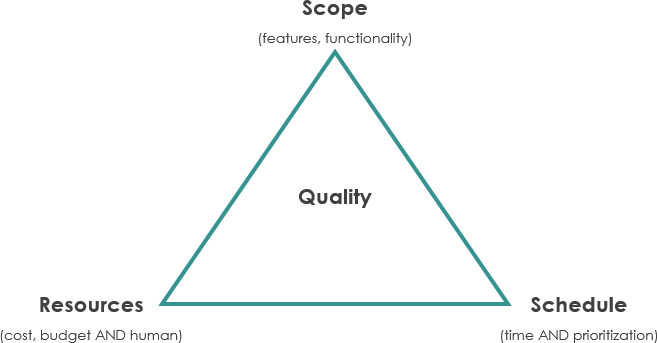 Scope
(features, functionality)
Quality
Resources
(cost, budget AND human)
Schedule
(time AND prioritization)